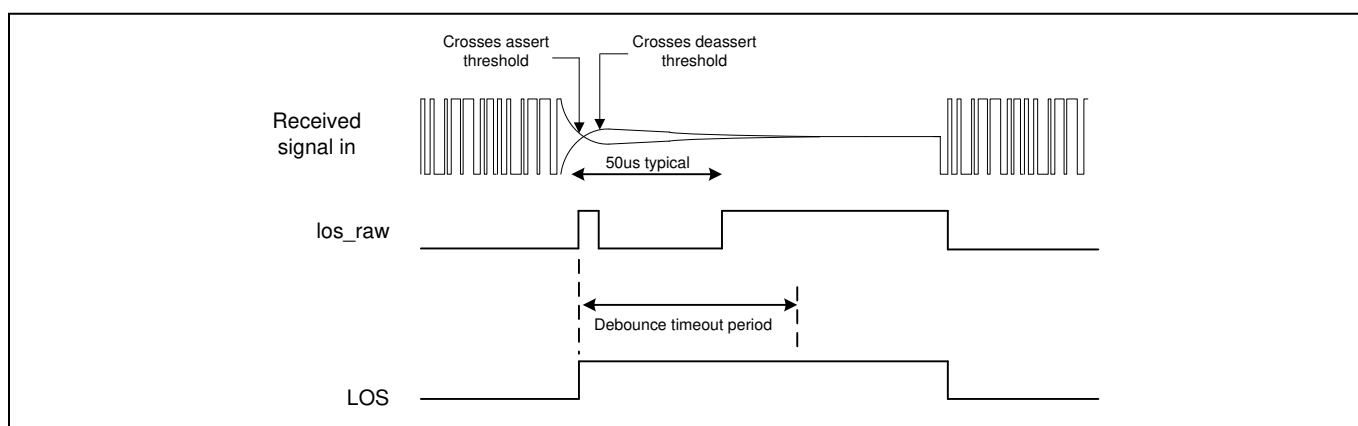 Crosses assert
threshold
Crosses deassert
threshold
Received
signal in
50us typical
los_raw
Debounce timeout period
LOS